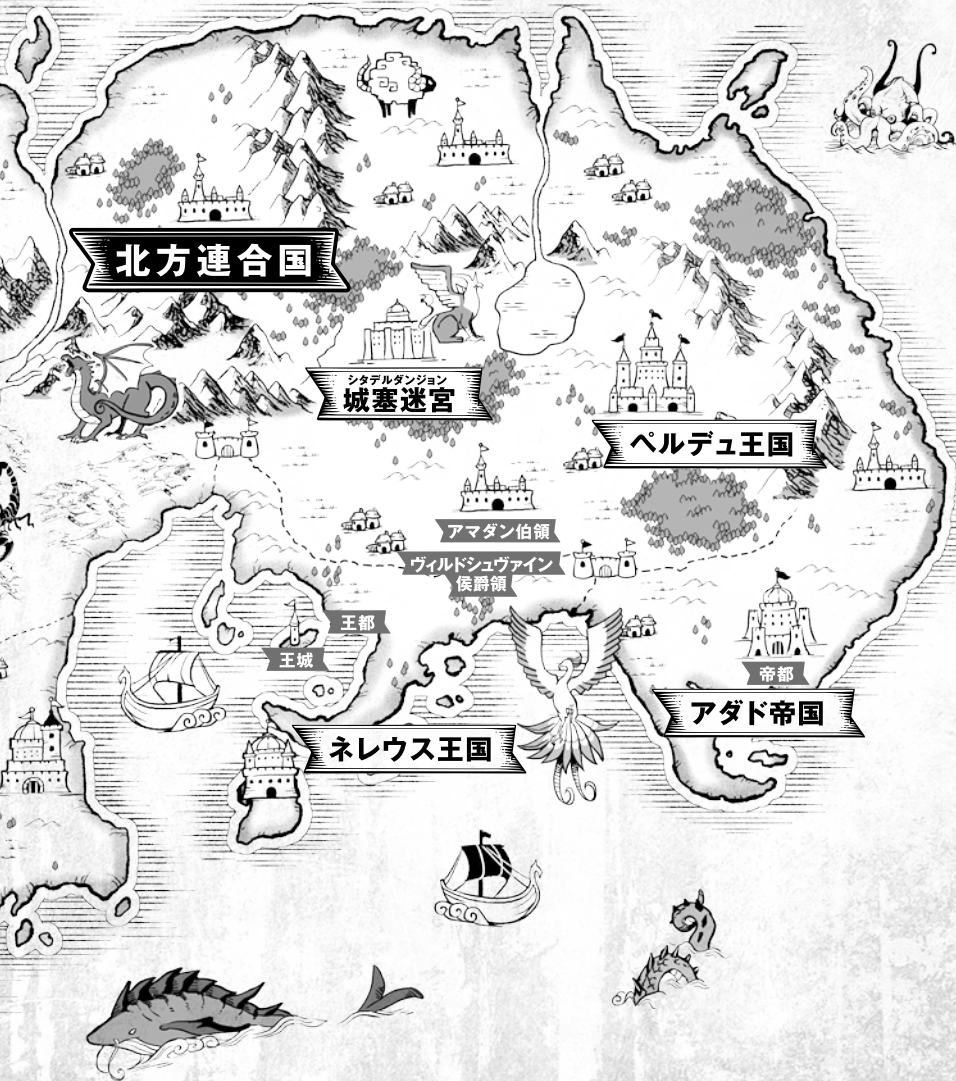 北方連合国
シタデルダンジョン
城塞迷宮
ペルデュ王国
アマダン伯領
ヴィルドシュヴァイン
侯爵領
王都
王城
帝都
アダド帝国
ネレウス王国